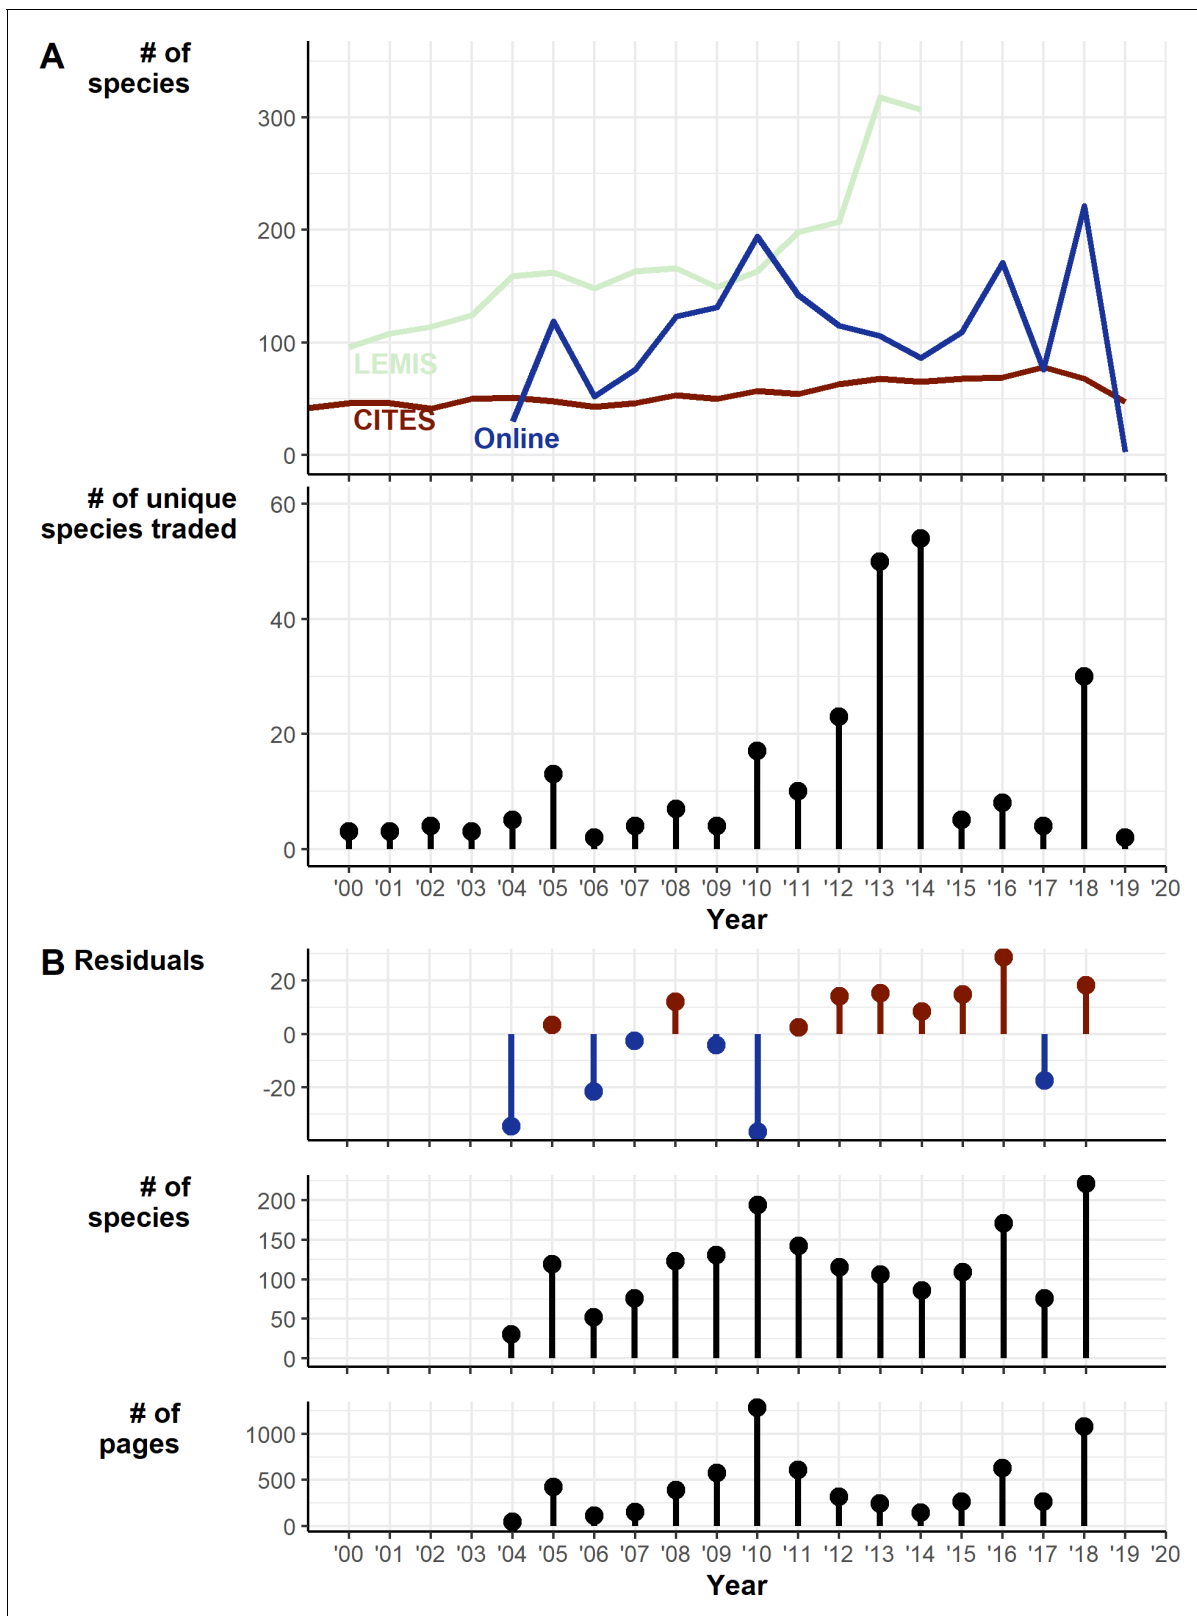 A
# of
species
300
200
100
0
LEMIS
CITES
Online
# of unique
species traded
60
40
20
0
'00 '01 '02 '03 '04 '05 '06 '07 '08 '09 '10 '11 '12 '13 '14 '15 '16 '17 '18 '19 '20
Year
B Residuals
20
0
-20
# of
species
200
150
100
50
0
# of
pages
1000
500
0
'00 '01 '02 '03 '04 '05 '06 '07 '08 '09 '10 '11 '12 '13 '14 '15 '16 '17 '18 '19 '20
Year